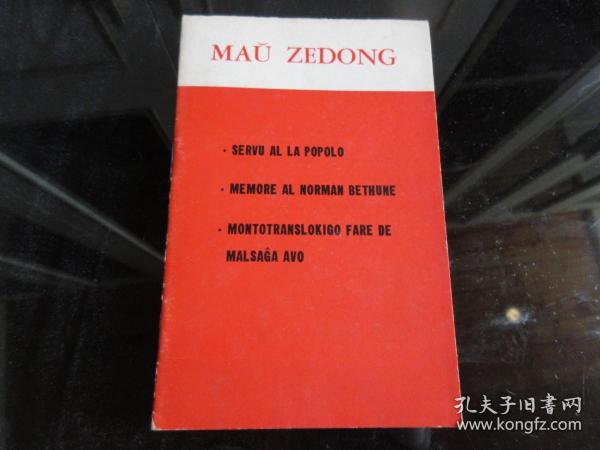 MAŬ ZEDONG
· SERVU AL LA POPOLO
· MEMORE AL NORMAN BETHUNE
· MONTOTRANSLOKIGO FARE DE
MALSAĜA AVO
孔夫子旧书网
www.kongfz.com